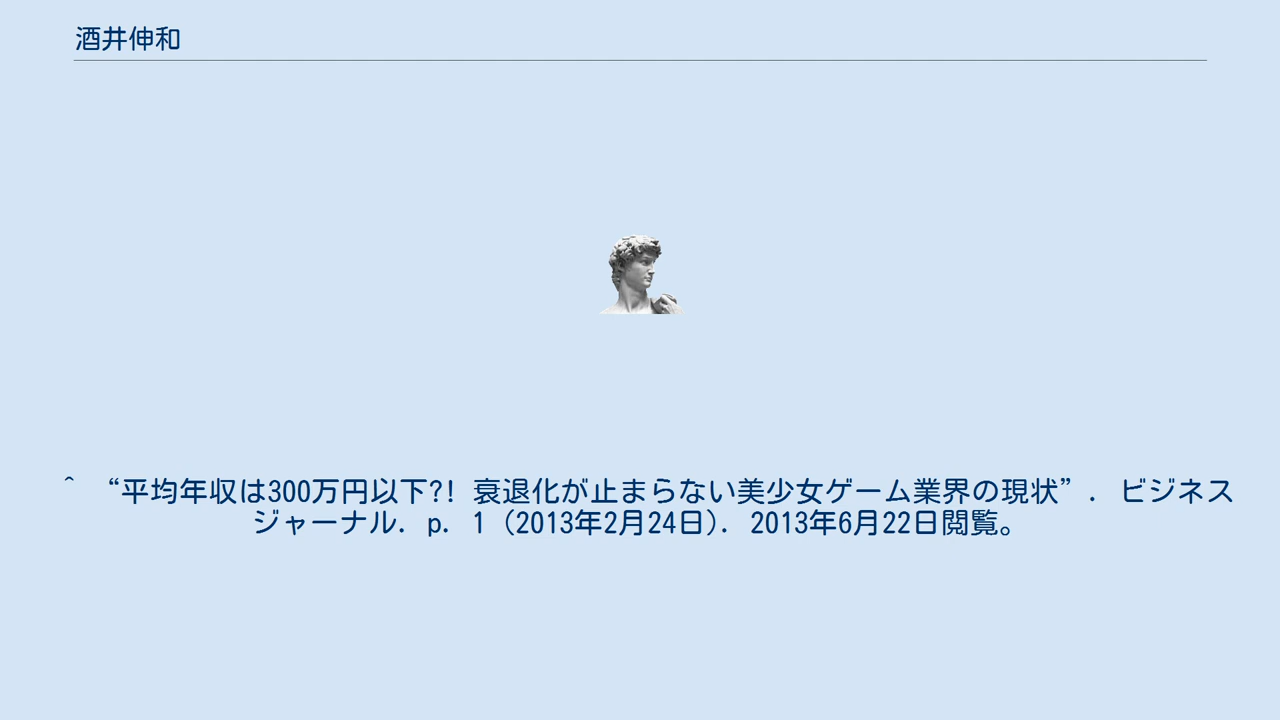 酒井伸和
^ “平均年収は300万円以下?! 衰退化が止まらない美少女ゲーム業界の現状”. ビジネス
ジャーナル. p. 1 (2013年2月24日). 2013年6月22日閲覧。